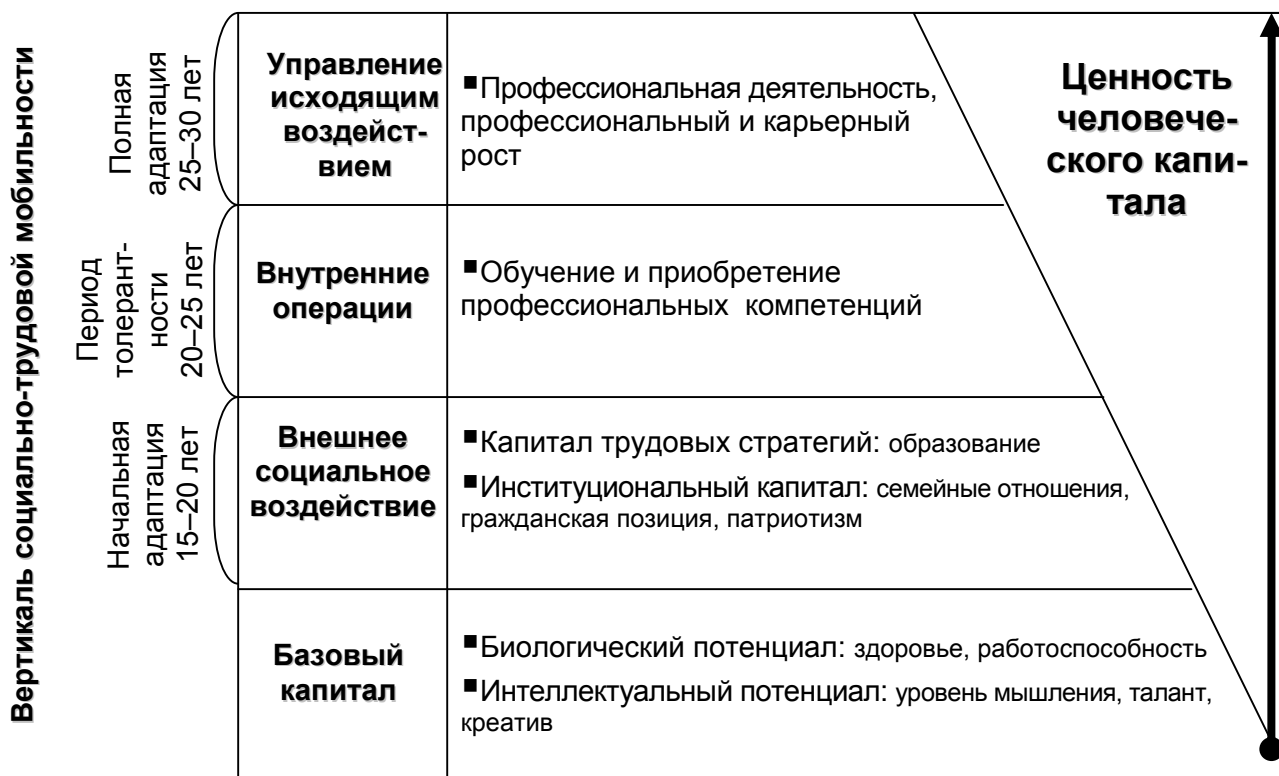 Вертикаль социально-трудовой мобильности
Полная
адаптация
25–30 лет
Управление
исходящим
воздейст-
вием
▪Профессиональная деятельность,
профессиональный и карьерный
рост
Ценность
человече-
ского капи-
тала
Период
толерант-
ности
20–25 лет
Внутренние
операции
▪Обучение и приобретение
профессиональных компетенций
Начальная
адаптация
15–20 лет
Внешнее
социальное
воздействие
▪Капитал трудовых стратегий: образование
▪Институциональный капитал: семейные отношения,
гражданская позиция, патриотизм
Базовый
капитал
▪Биологический потенциал: здоровье, работоспособность
▪Интеллектуальный потенциал: уровень мышления, талант,
креатив